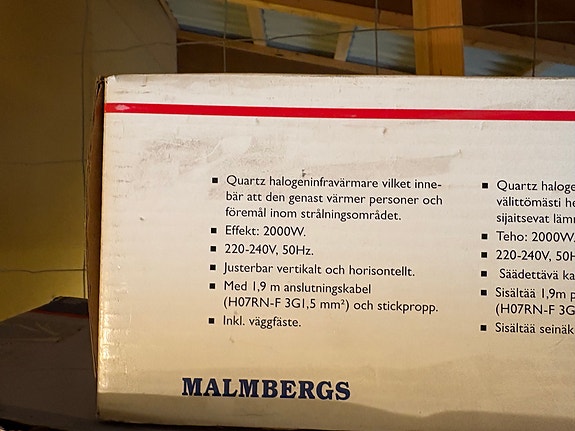 ▪ Quartz halogeninfravärmare vilket inne-
bär att den genast värmer personer och
föremål inom strålningsområdet.
▪ Effekt: 2000W.
▪ 220-240V, 50Hz.
▪ Justerbar vertikalt och horisontellt.
▪ Med 1,9 m anslutningskabel
(H07RN-F 3G1,5 mm²) och stickpropp.
▪ Inkl. väggfäste.
▪ Quartz haloge
välittömästi he
sijaitsevat läm
▪ Teho: 2000W.
▪ 220-240V, 50H
▪ Säädettävä ka
▪ Sisältää 1,9m p
(H07RN-F 3G
▪ Sisältää seinäk
MALMBERGS